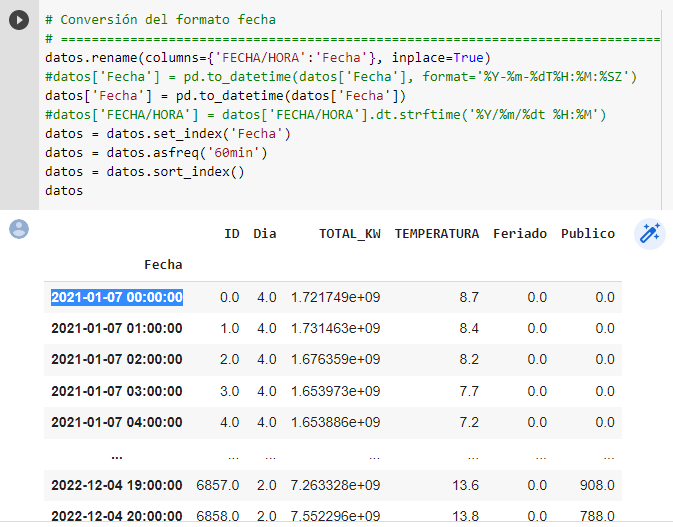 # Conversión del formato fecha
# =============================================================================
datos.rename(columns={'FECHA/HORA':'Fecha'}, inplace=True)
#datos['Fecha'] = pd.to_datetime(datos['Fecha'], format='%Y-%m-%dT%H:%M:%SZ')
datos['Fecha'] = pd.to_datetime(datos['Fecha'])
#datos['FECHA/HORA'] = datos['FECHA/HORA'].dt.strftime('%Y/%m/%dt %H:%M')
datos = datos.set_index('Fecha')
datos = datos.asfreq('60min')
datos = datos.sort_index()
datos
ID Dia TOTAL_KW TEMPERATURA Feriado Publico
Fecha
2021-01-07 00:00:00 0.0 4.0 1.721749e+09 8.7 0.0 0.0
2021-01-07 01:00:00 1.0 4.0 1.731463e+09 8.4 0.0 0.0
2021-01-07 02:00:00 2.0 4.0 1.676359e+09 8.2 0.0 0.0
2021-01-07 03:00:00 3.0 4.0 1.653973e+09 7.7 0.0 0.0
2021-01-07 04:00:00 4.0 4.0 1.653886e+09 7.2 0.0 0.0
... ... ... ... ... ... ...
2022-12-04 19:00:00 6857.0 2.0 7.263328e+09 13.6 0.0 908.0
2022-12-04 20:00:00 6858.0 2.0 7.552296e+09 13.8 0.0 788.0